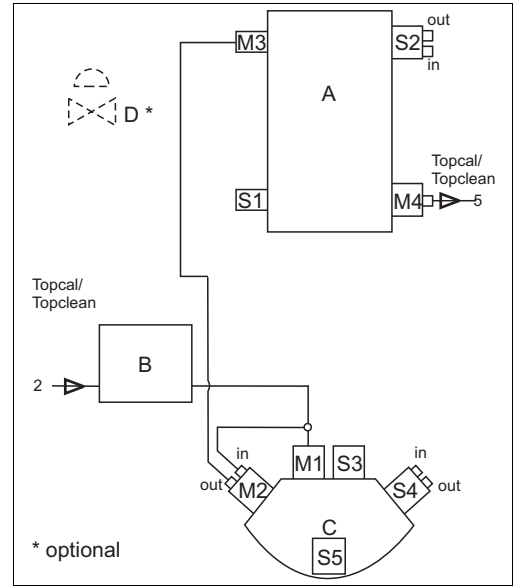 out
M3
S2
in
A
D *
Topcal/
Topclean
S1
M4
5
Topcal/
Topclean
B
2
in
M1
S3
in
out
M2
S4
out
C
S5
* optional